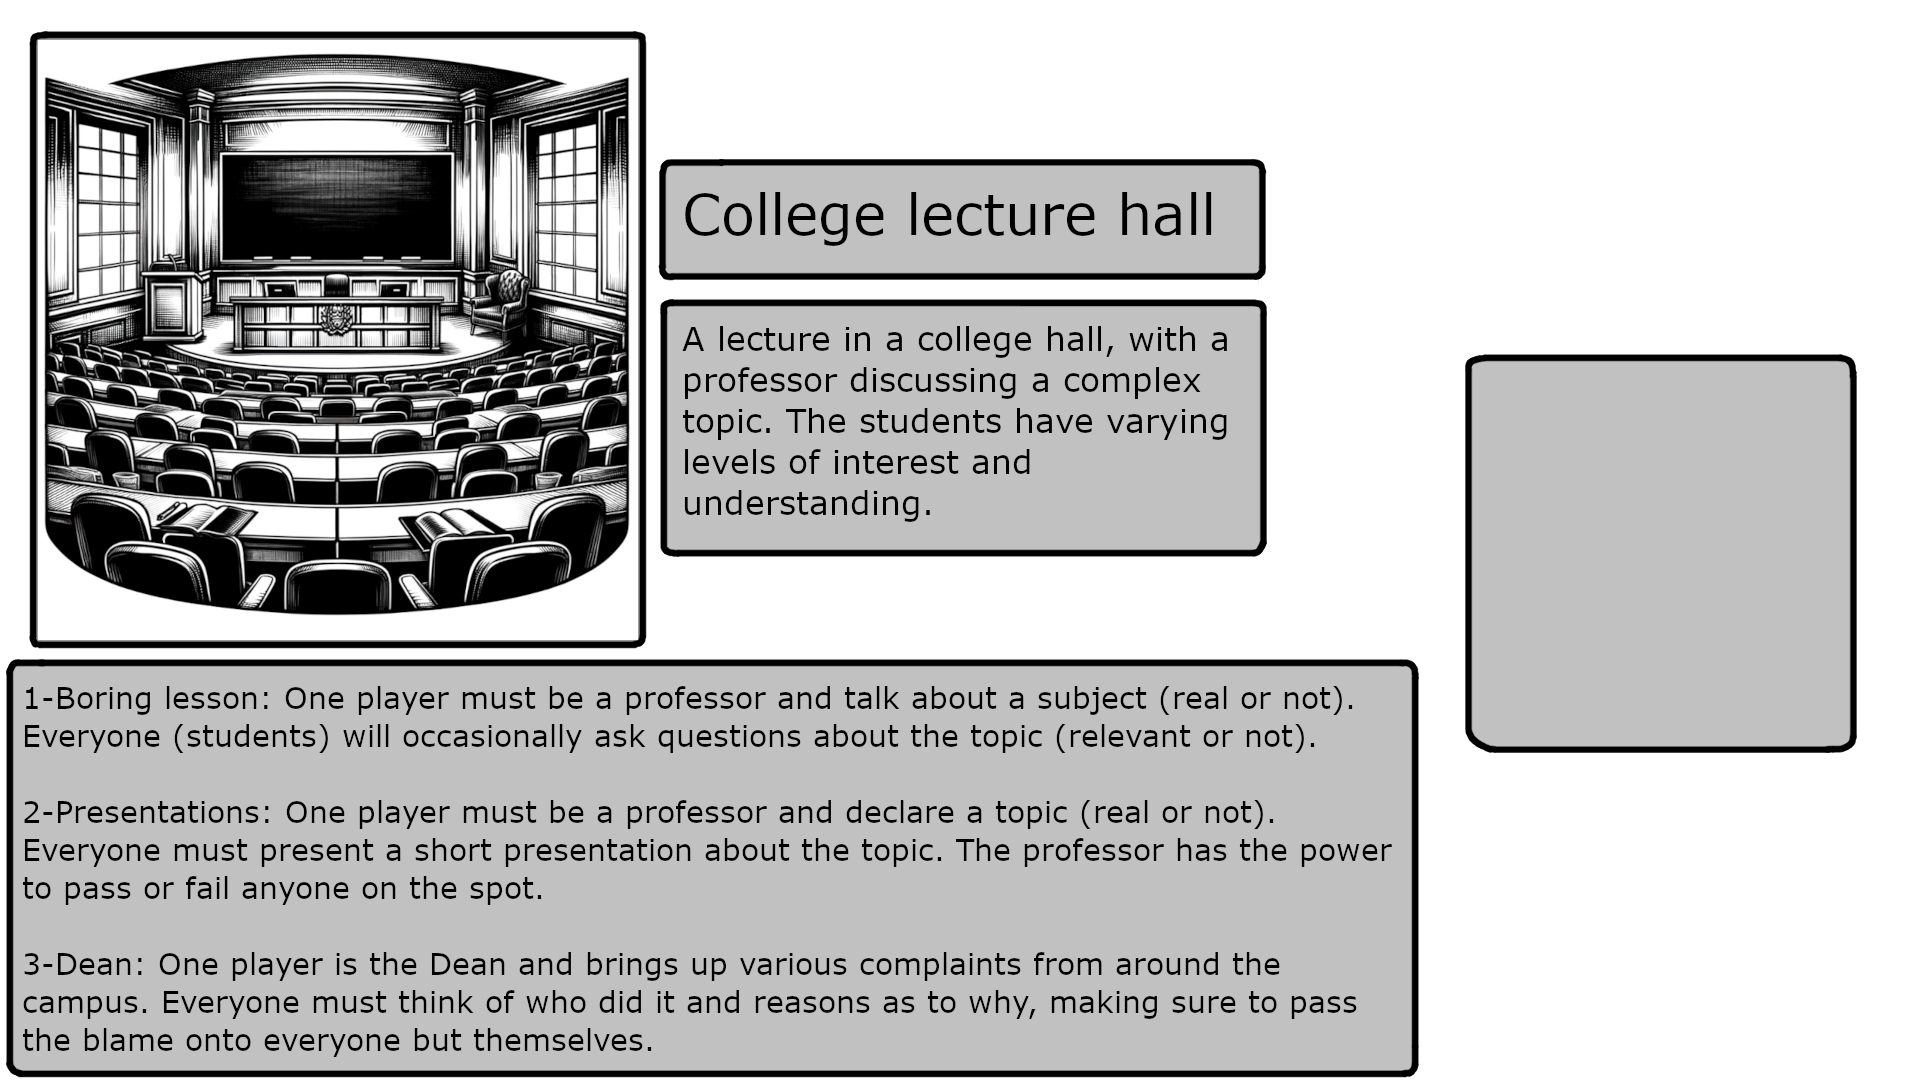 College lecture hall
A lecture in a college hall, with a
professor discussing a complex
topic. The students have varying
levels of interest and
understanding.
1-Boring lesson: One player must be a professor and talk about a subject (real or not).
Everyone (students) will occasionally ask questions about the topic (relevant or not).
2-Presentations: One player must be a professor and declare a topic (real or not).
Everyone must present a short presentation about the topic. The professor has the power
to pass or fail anyone on the spot.
3-Dean: One player is the Dean and brings up various complaints from around the
campus. Everyone must think of who did it and reasons as to why, making sure to pass
the blame onto everyone but themselves.